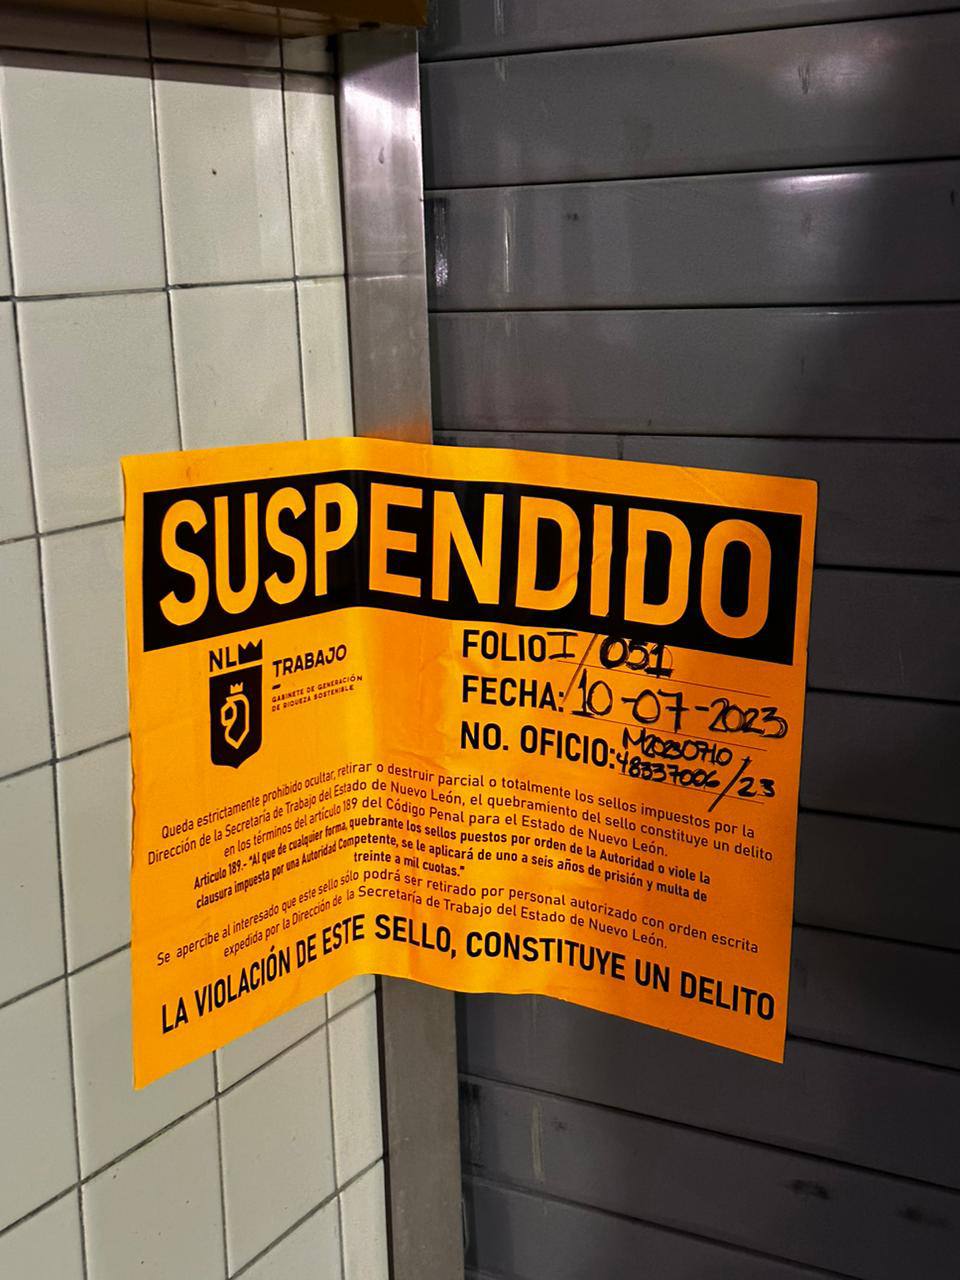 SUSPENDIDO
NL
TRABAJO
GABINETE DE GENERACIÓN
DE RIQUEZA SOSTENIBLE
FOLIO I/051
FECHA: 10-07-2023
NO. OFICIO: M20230710
48337006/23
Queda estrictamente prohibido ocultar, retirar o destruir parcial o totalmente los sellos impuestos por la
Dirección de la Secretaría de Trabajo del Estado de Nuevo León, el quebramiento del sello constituye un delito
en los términos del artículo 189 del Código Penal para el Estado de Nuevo León.
Artículo 189.- "Al que de cualquier forma, quebrante los sellos puestos por orden de la Autoridad o viole la
clausura impuesta por una Autoridad Competente, se le aplicará de uno a seis años de prisión y multa de
treinte a mil cuotas."
Se apercibe al interesado que este sello sólo podrá ser retirado por personal autorizado con orden escrita
expedida por la Dirección de la Secretaría de Trabajo del Estado de Nuevo León.
LA VIOLACIÓN DE ESTE SELLO, CONSTITUYE UN DELITO